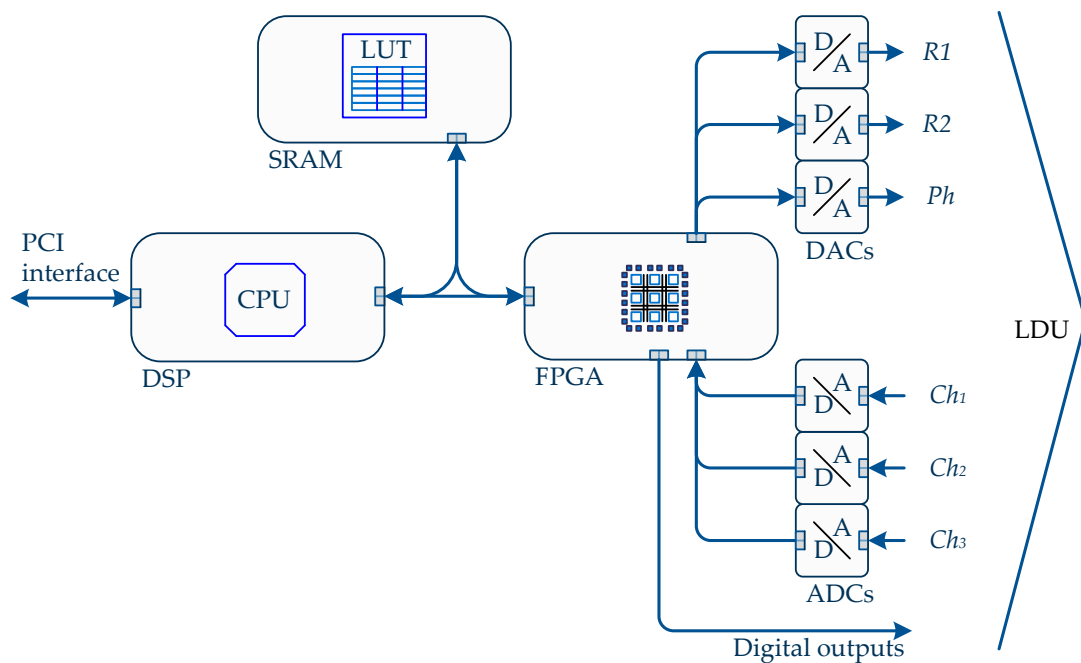 LUT
SRAM
PCI
interface
CPU
DSP
FPGA
D
A
R1
D
A
R2
D
A
Ph
DACs
LDU
A
D
Ch1
A
D
Ch2
A
D
Ch3
ADCs
Digital outputs